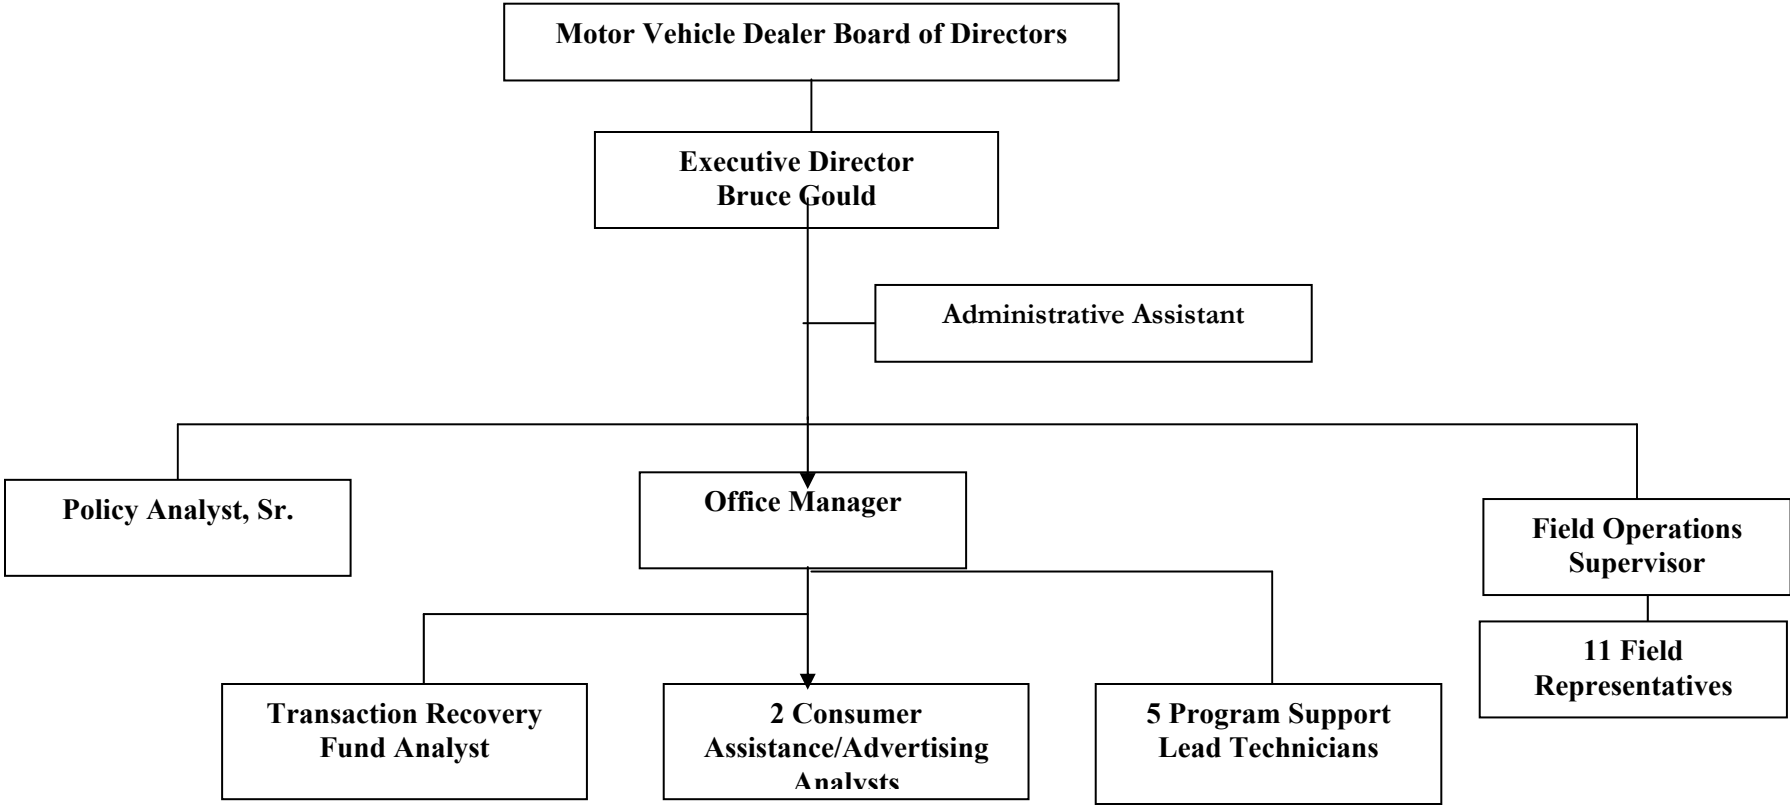 Motor Vehicle Dealer Board of Directors
Executive Director
Bruce Gould
Administrative Assistant
Policy Analyst, Sr.
Office Manager
Field Operations
Supervisor
11 Field
Representatives
Transaction Recovery
Fund Analyst
2 Consumer
Assistance/Advertising
Analysts
5 Program Support
Lead Technicians